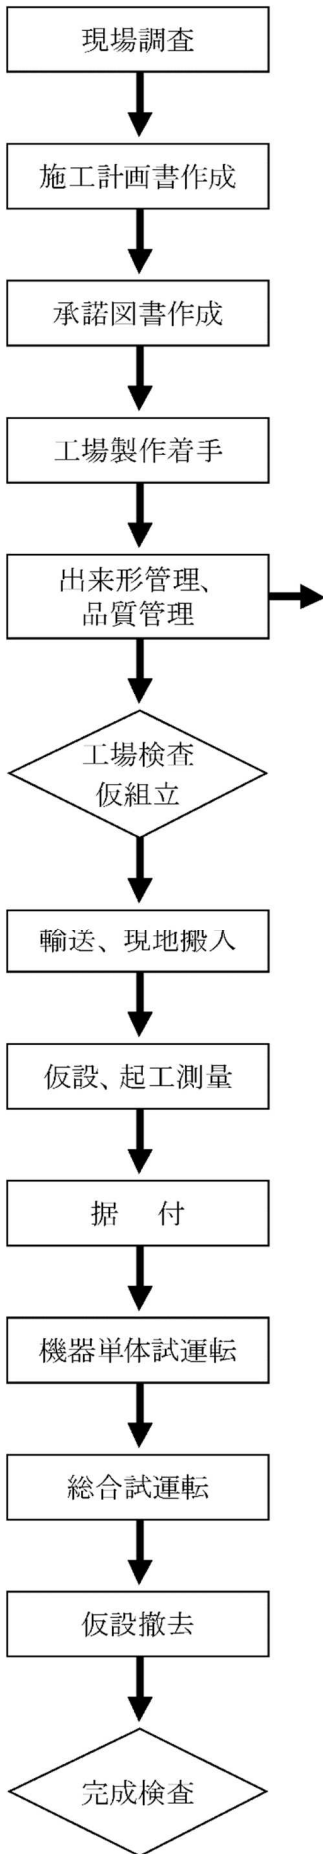 現場調査
施工計画書作成
承諾図書作成
工場製作着手
出来形管理、
品質管理
工場検査
仮組立
輸送、現地搬入
仮設、起工測量
据　付
機器単体試運転
総合試運転
仮設撤去
完成検査